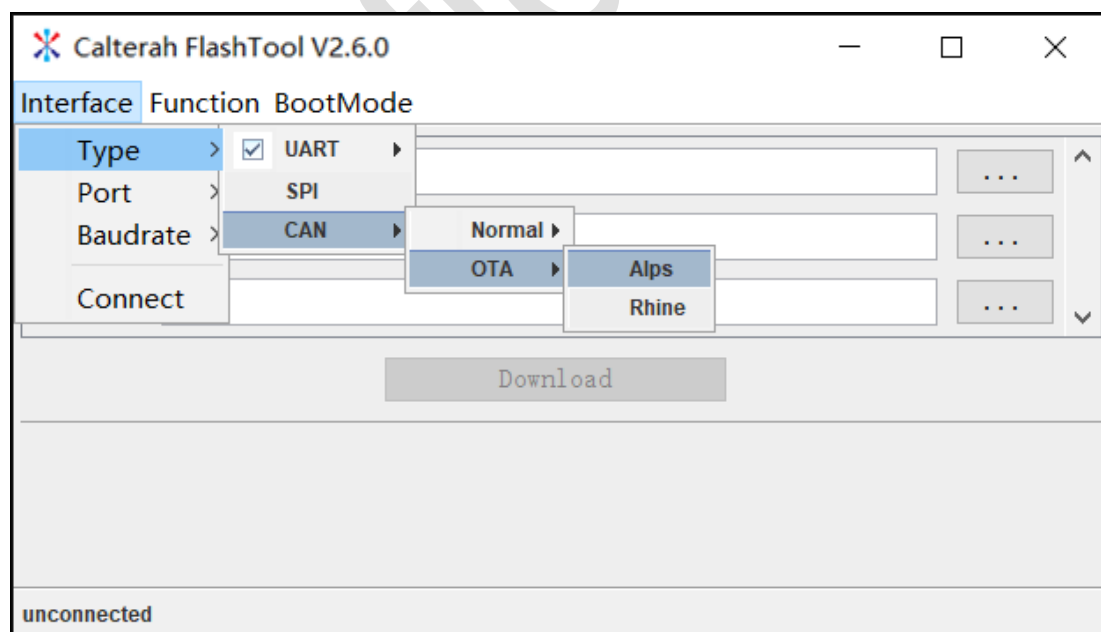 Calterah FlashTool V2.6.0
Interface Function BootMode
Type UART ...
Port SPI
Baudrate CAN Normal ...
OTA Alps
Connect Rhine ...
Download
unconnected